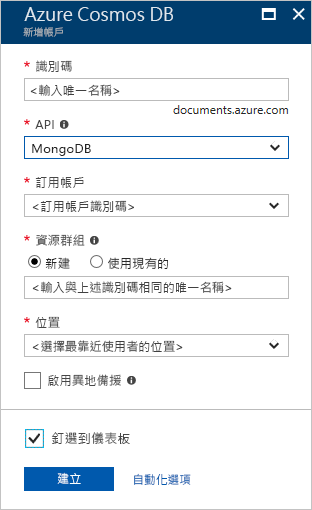 Azure Cosmos DB
新增帳戶
* 識別碼
<輸入唯一名稱>
documents.azure.com
* API
MongoDB
* 訂用帳戶
<訂用帳戶識別碼>
* 資源群組
新建 使用現有的
<輸入與上述識別碼相同的唯一名稱>
* 位置
<選擇最靠近使用者的位置>
啟用異地備援
釘選到儀表板
建立 自動化選項